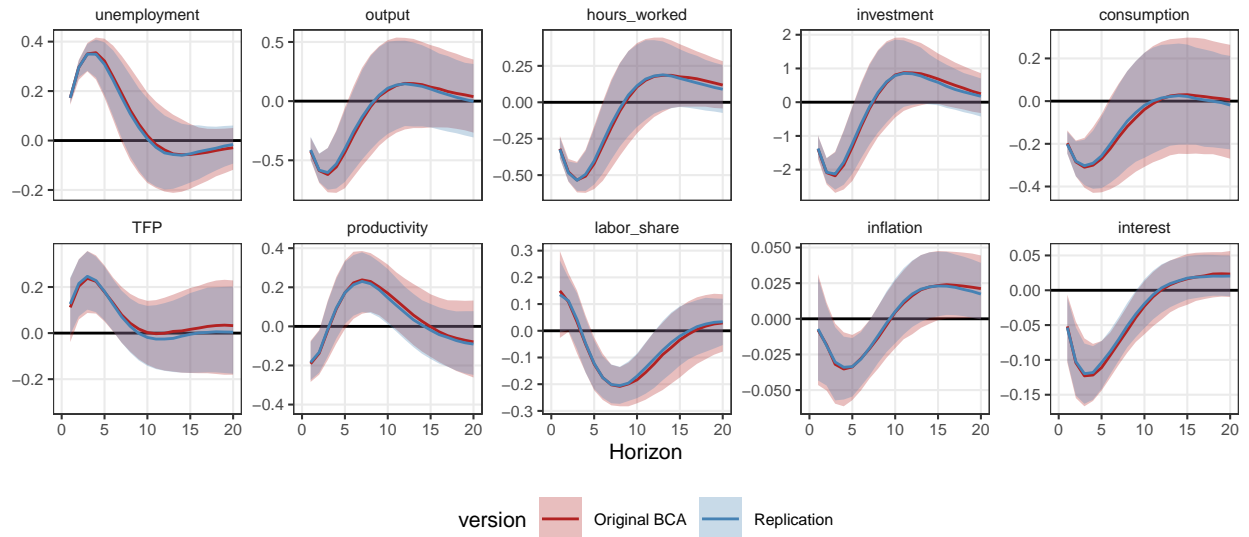 unemployment output hours_worked investment consumption
0.4 0.5 0.25 2 0.2
0.2 0.0 0.00 1 0.0
0.0 −0.5 −0.25 0 −0.2
−0.2 −0.50 −1 −0.4
−2
TFP productivity labor_share inflation interest
0.2 0.4 0.3 0.050 0.05
0.0 0.2 0.2 0.025 0.00
−0.2 0.0 0.1 0.000 −0.05
−0.2 0.0 −0.025 −0.10
−0.4 −0.1 −0.050 −0.15
−0.2
−0.3
0 5 10 15 20 0 5 10 15 20 0 5 10 15 20 0 5 10 15 20 0 5 10 15 20
Horizon
version Original BCA Replication